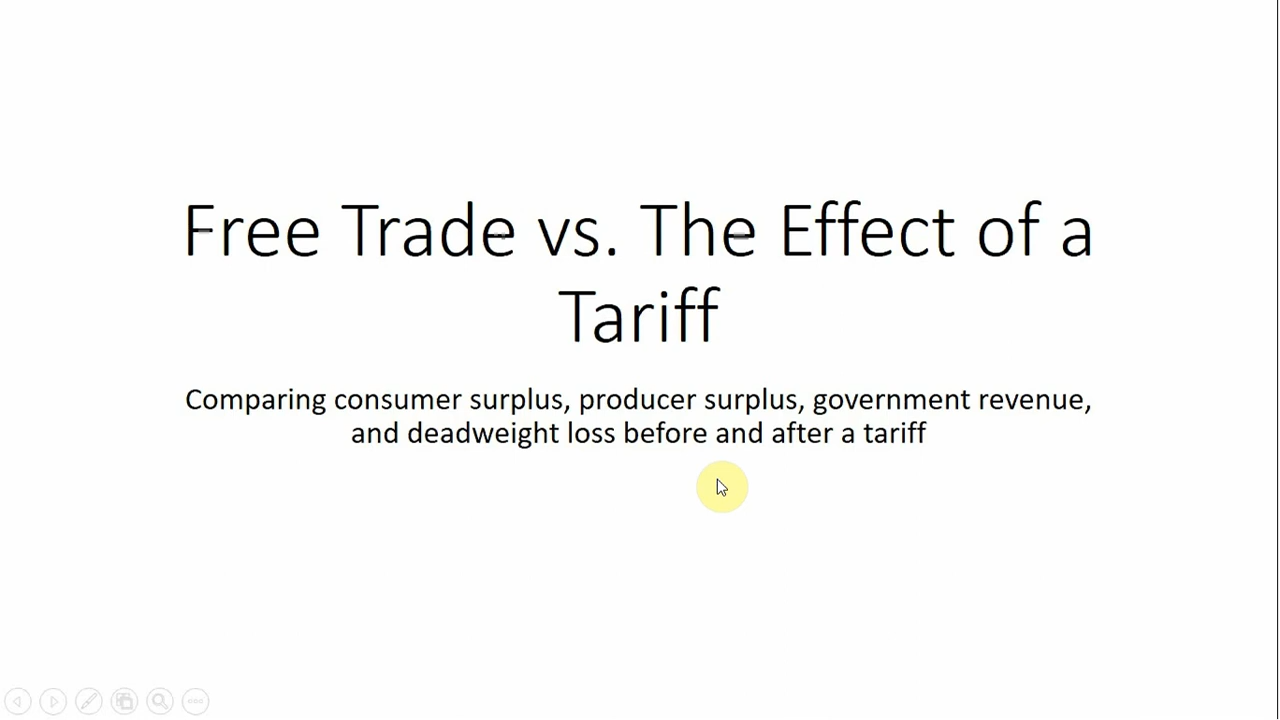 Free Trade vs. The Effect of a
Tariff
Comparing consumer surplus, producer surplus, government revenue,
and deadweight loss before and after a tariff